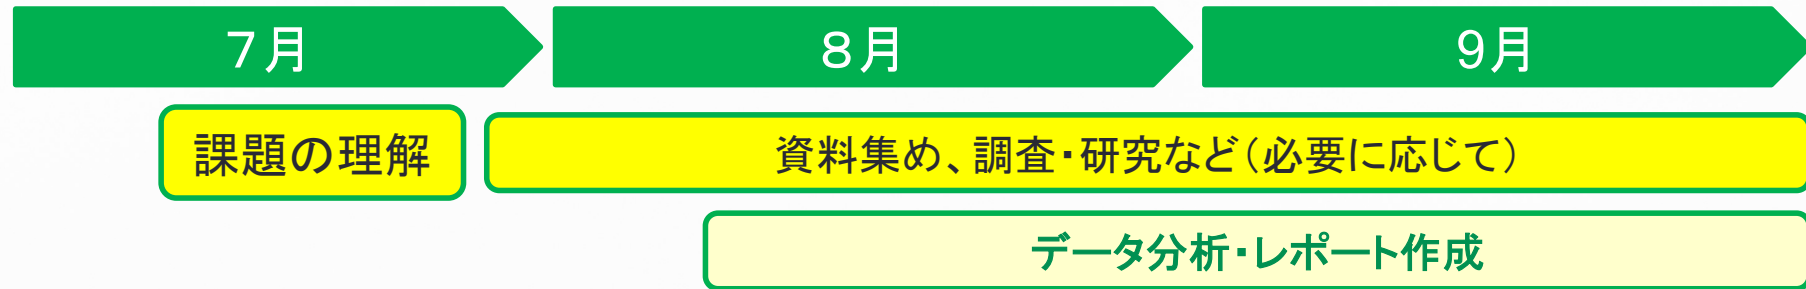 ７月
８月
9月
課題の理解
資料集め、調査・研究など（必要に応じて）
データ分析・レポート作成